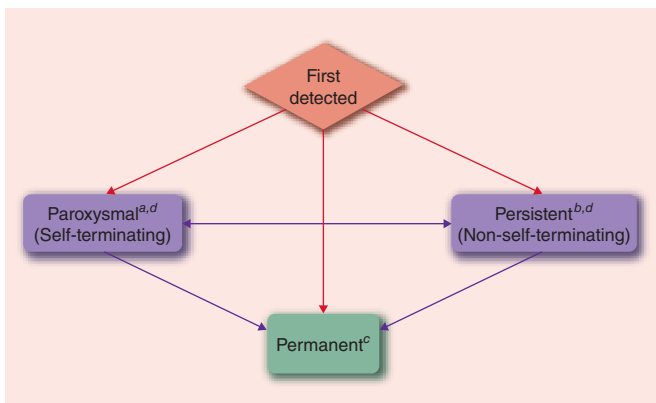 First
detected
Paroxysmala,d
(Self-terminating)
Persistentb,d
(Non-self-terminating)
Permanentc